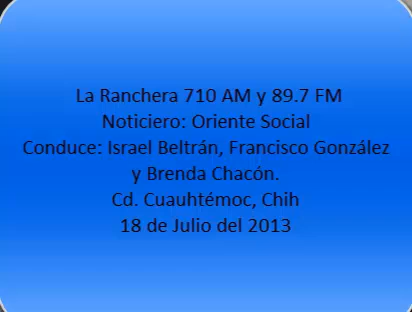 La Ranchera 710 AM y 89.7 FM
Noticiero: Oriente Social
Conduce: Israel Beltrán, Francisco González
y Brenda Chacón.
Cd. Cuauhtémoc, Chih
18 de Julio del 2013